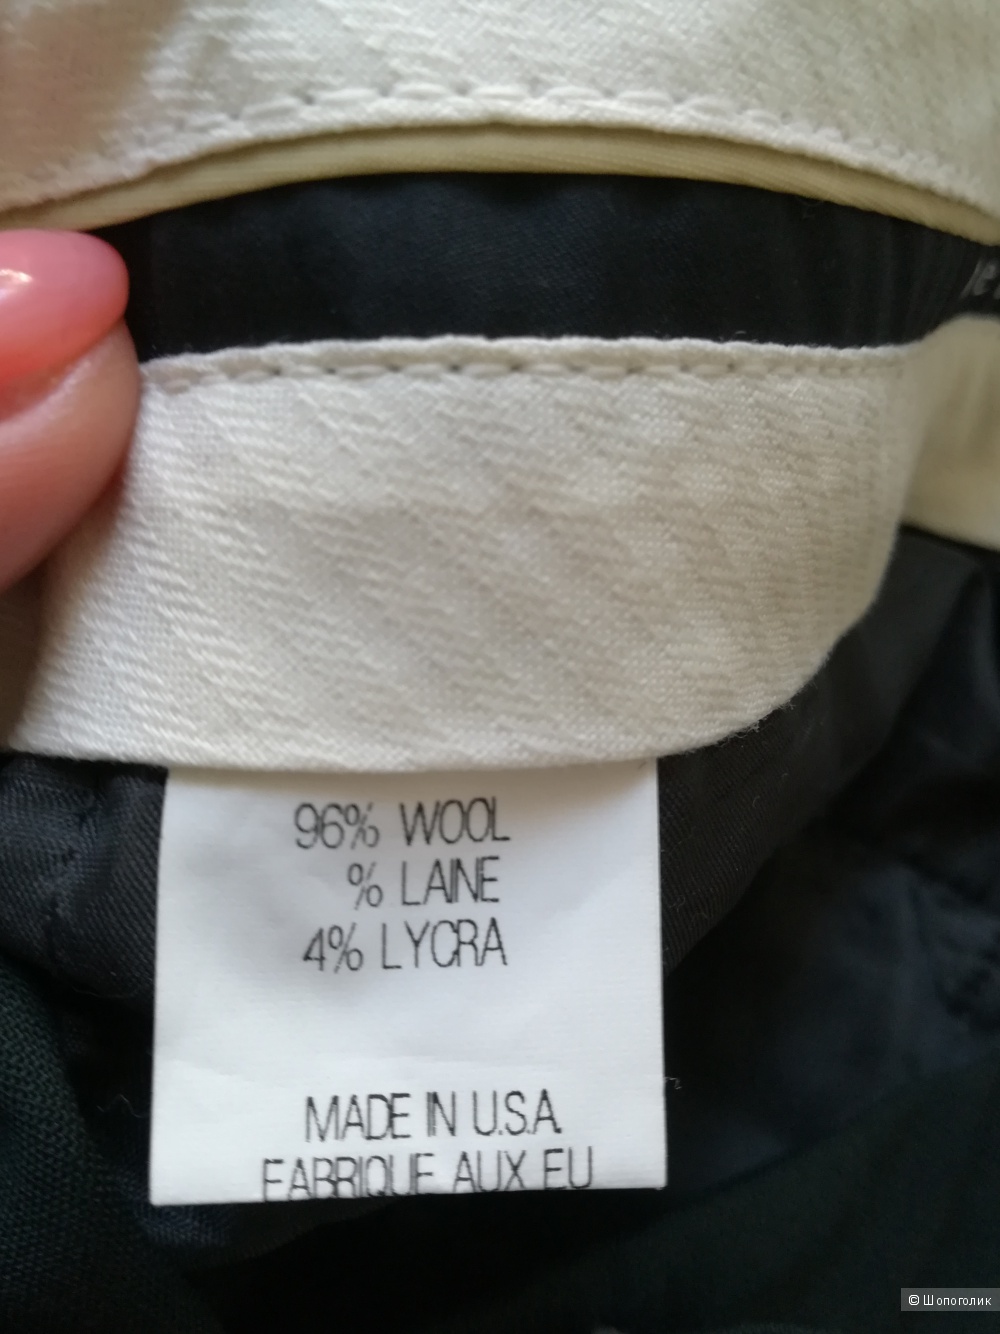 96% WOOL
% LAINE
4% LYCRA
MADE IN U.S.A.
FABRIQUE AUX EU
© Шопоголик